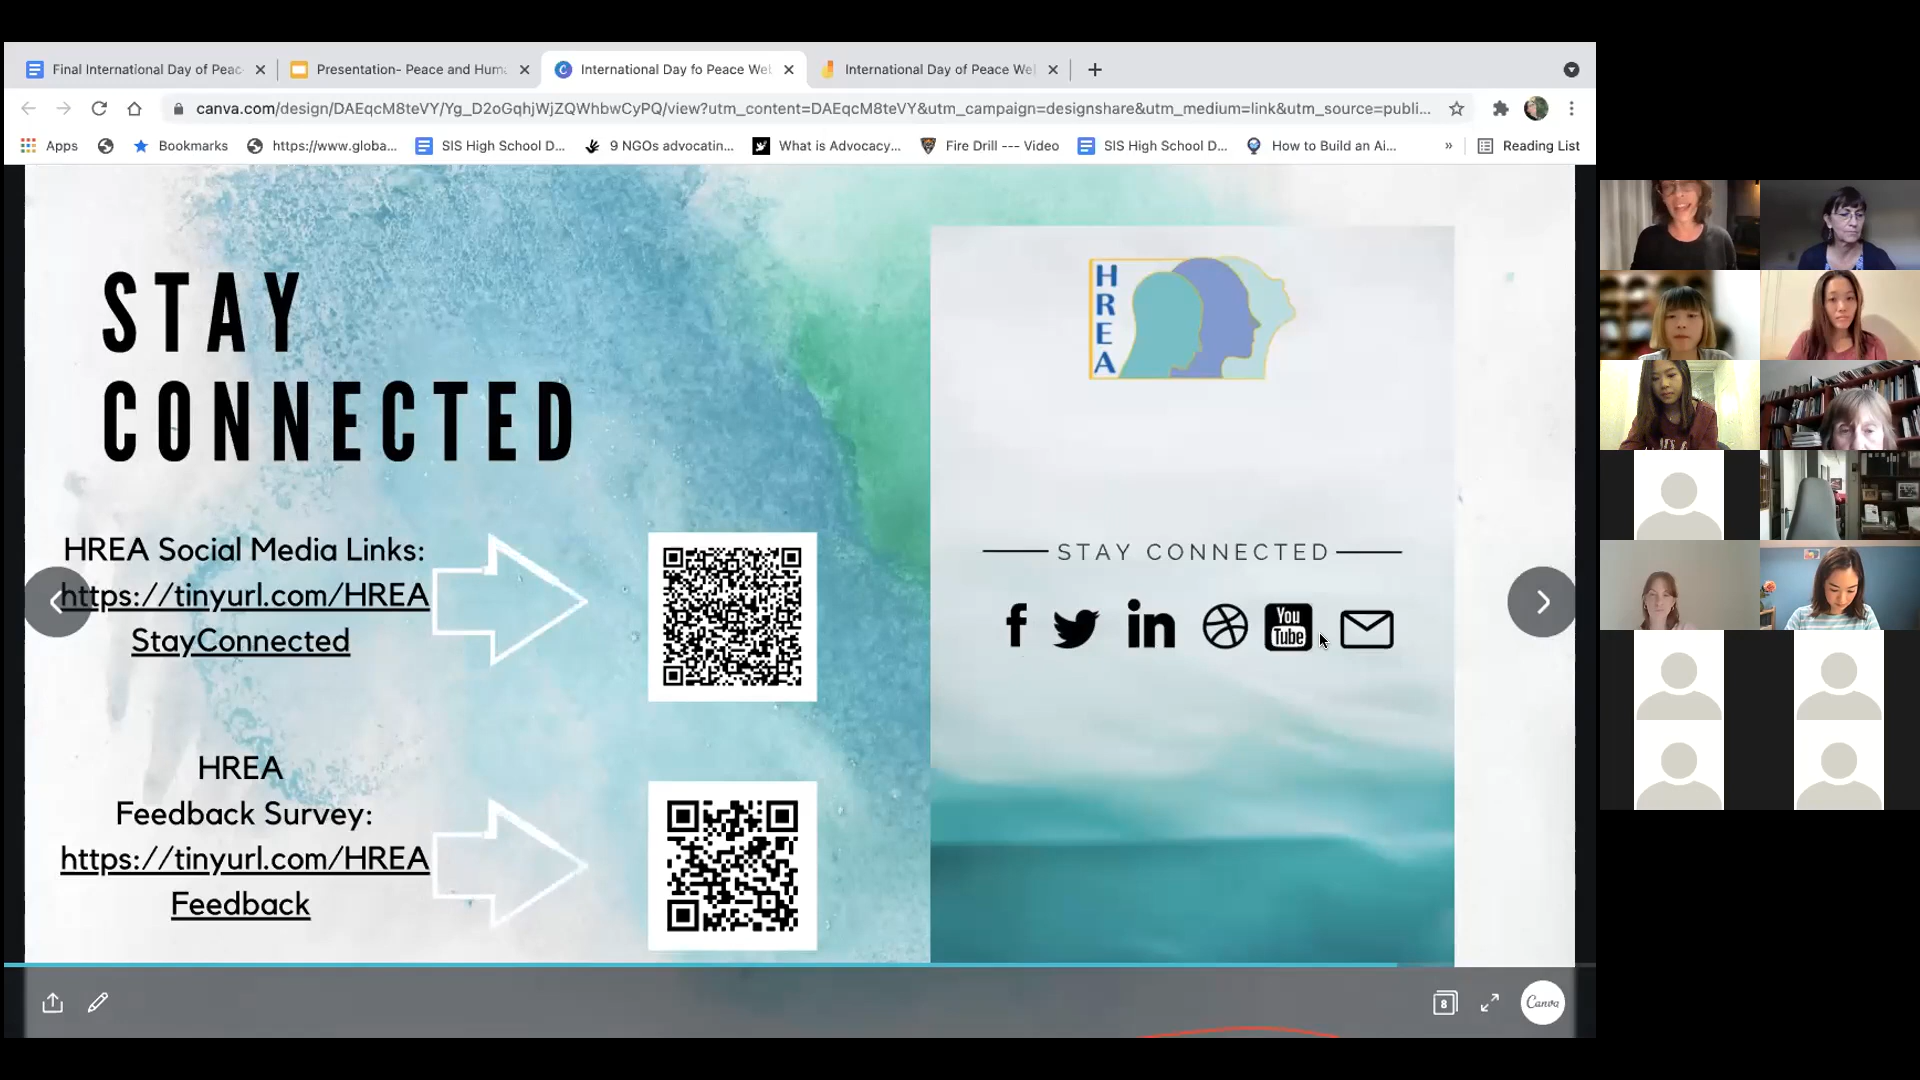 Final International Day of Peac
Presentation- Peace and Huma
International Day fo Peace Web
International Day of Peace We
canva.com/design/DAEqcM8teVY/Yg_D2oGqhjWjZQWhbwCyPQ/view?utm_content=DAEqcM8teVY&utm_campaign=designshare&utm_medium=link&utm_source=publi...
Apps
Bookmarks
https://www.globa...
SIS High School D...
9 NGOs advocatin...
What is Advocacy...
Fire Drill --- Video
SIS High School D...
How to Build an Ai...
»
Reading List
STAY
CONNECTED
HREA Social Media Links:
https://tinyurl.com/HREA
StayConnected
HREA
Feedback Survey:
https://tinyurl.com/HREA
Feedback
HREA
STAY CONNECTED
You
Tube
8
Canva